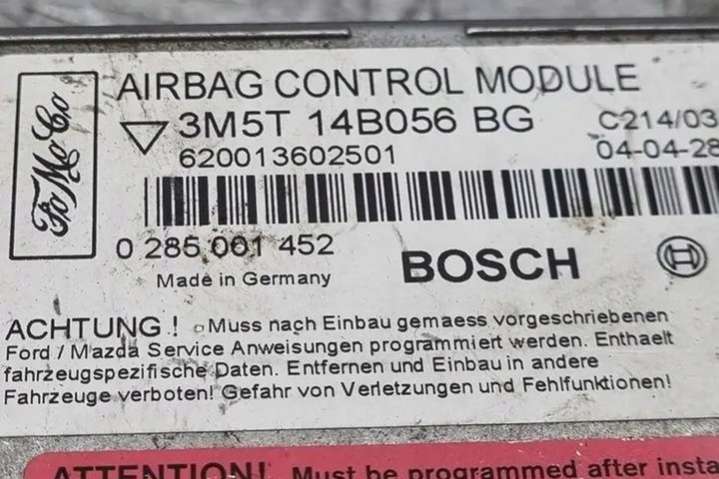 FoMoCo
AIRBAG CONTROL MODULE
3M5T 14B056 BG C214/03
620013602501 04-04-28
0 285 001 452
BOSCH
Made in Germany
ACHTUNG ! Muss nach Einbau gemaess vorgeschriebenen
Ford / Mazda Service Anweisungen programmiert werden. Enthaelt
fahrzeugspezifische Daten. Entfernen und Einbau in andere
Fahrzeuge verboten! Gefahr von Verletzungen und Fehlfunktionen!
ATTENTION! Must be programmed after insta